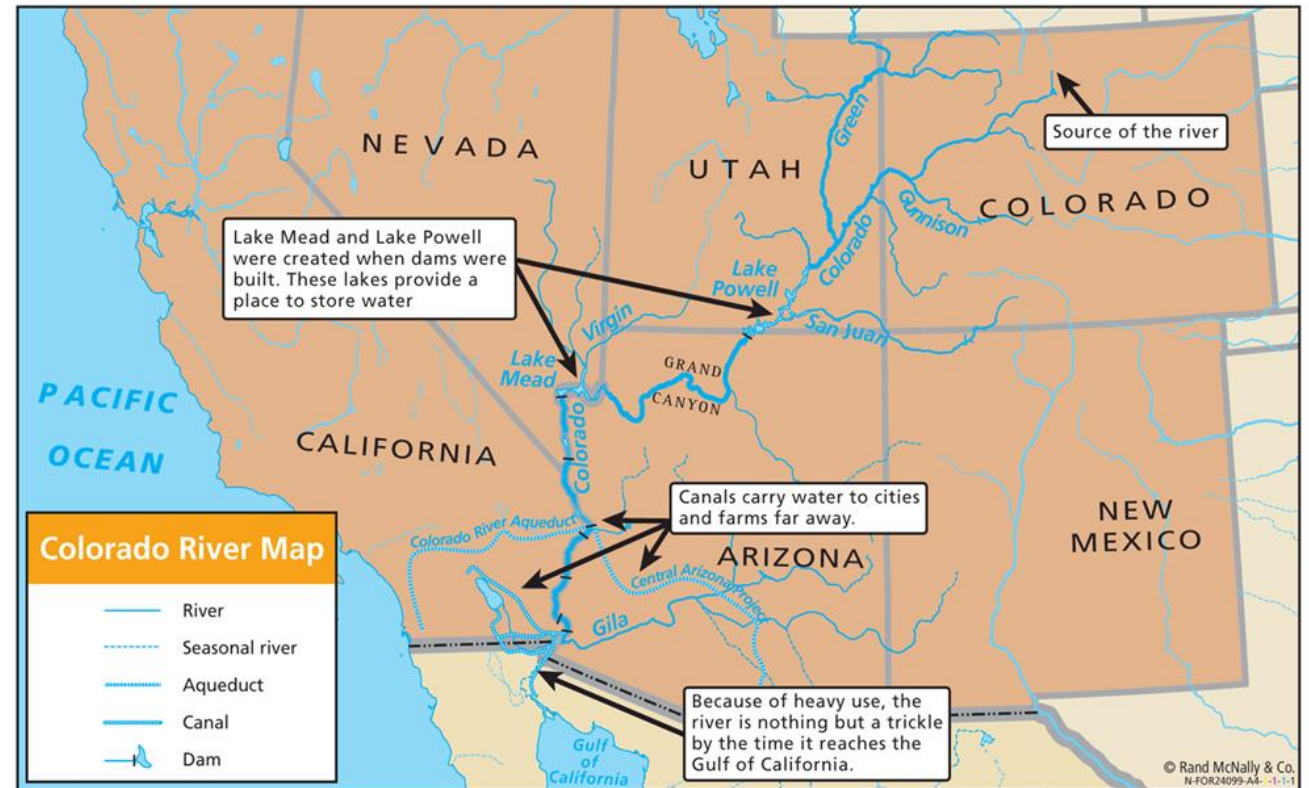 NEVADA
UTAH
Green
Source of the river
COLORADO
Gunnison
Colorado
Lake Mead and Lake Powell
were created when dams were
built. These lakes provide a
place to store water
Lake
Powell
San Juan
Virgin
Lake
Mead
GRAND
CANYON
PACIFIC
OCEAN
CALIFORNIA
Colorado
Canals carry water to cities
and farms far away.
Colorado River Aqueduct
ARIZONA
NEW
MEXICO
Central Arizona Project
Gila
Colorado River Map
River
Seasonal river
Aqueduct
Canal
Dam
Because of heavy use, the
river is nothing but a trickle
by the time it reaches the
Gulf of California.
Gulf
of
California
© Rand McNally & Co.